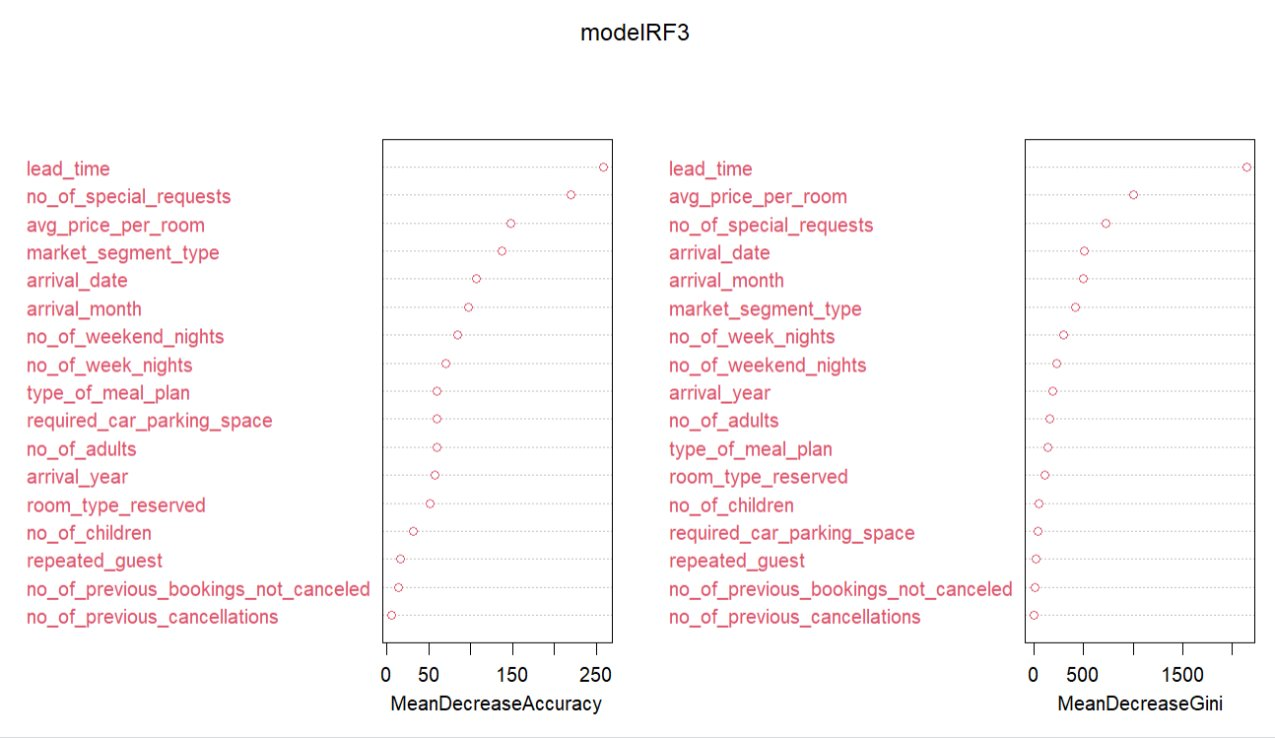 modelRF3
lead_time
no_of_special_requests
avg_price_per_room
market_segment_type
arrival_date
arrival_month
no_of_weekend_nights
no_of_week_nights
type_of_meal_plan
required_car_parking_space
no_of_adults
arrival_year
room_type_reserved
no_of_children
repeated_guest
no_of_previous_bookings_not_canceled
no_of_previous_cancellations
0 50 150 250
MeanDecreaseAccuracy
lead_time
avg_price_per_room
no_of_special_requests
arrival_date
arrival_month
market_segment_type
no_of_week_nights
no_of_weekend_nights
arrival_year
no_of_adults
type_of_meal_plan
room_type_reserved
no_of_children
required_car_parking_space
repeated_guest
no_of_previous_bookings_not_canceled
no_of_previous_cancellations
0 500 1500
MeanDecreaseGini